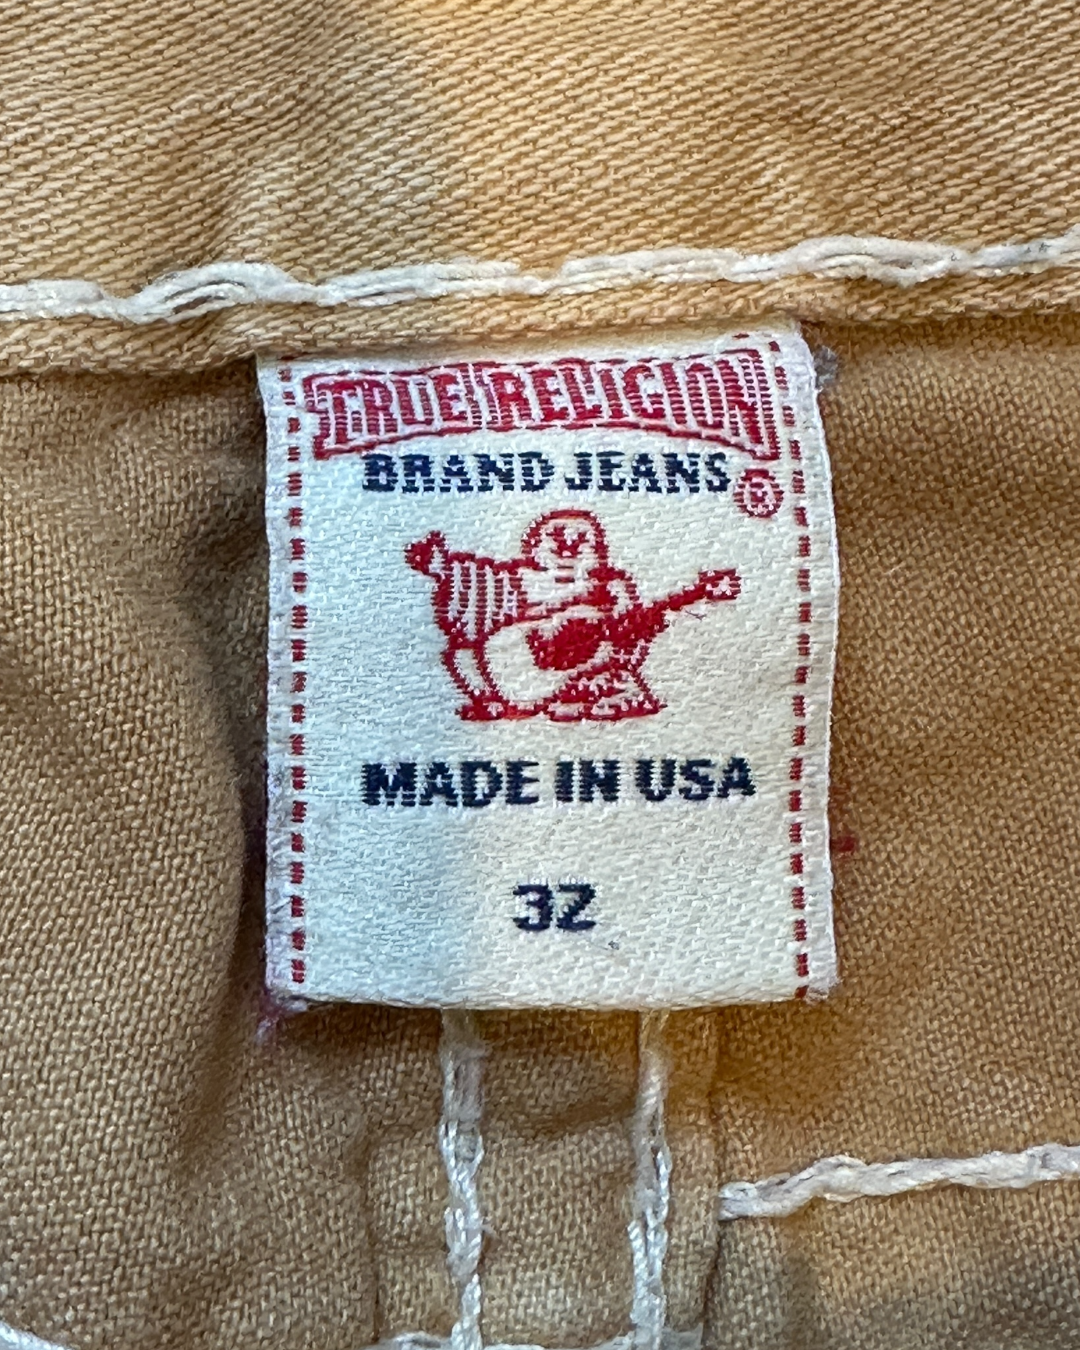 TRUE RELIGION
BRAND JEANS®
MADE IN USA
32